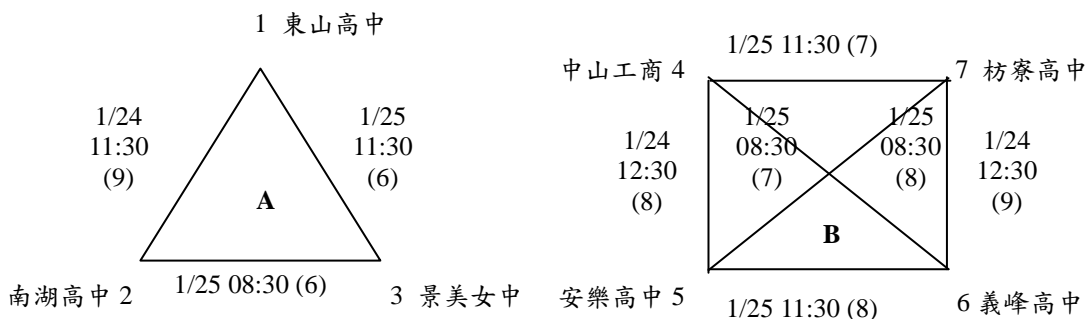 1 東山高中
1/24
11:30
(9)
1/25
11:30
(6)
A
南湖高中 2
1/25 08:30 (6)
3 景美女中
1/25 11:30 (7)
中山工商 4
7 枋寮高中
1/24
12:30
(8)
1/25
08:30
(7)
1/25
08:30
(8)
1/24
12:30
(9)
B
安樂高中 5
1/25 11:30 (8)
6 義峰高中